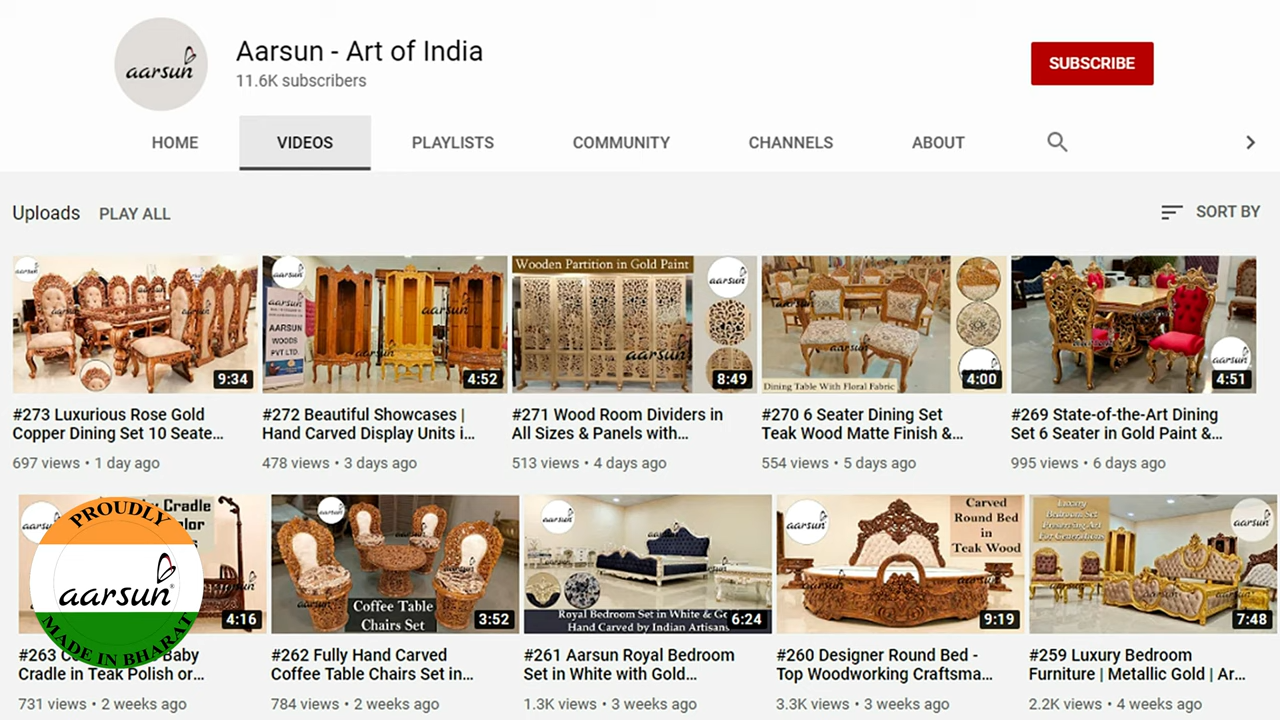 aarsun
Aarsun - Art of India
11.6K subscribers
SUBSCRIBE
HOME
VIDEOS
PLAYLISTS
COMMUNITY
CHANNELS
ABOUT
Uploads
PLAY ALL
SORT BY
aarsun
9:34
aarsun
AARSUN
WOODS
PVT LTD.
aarsun
4:52
Wooden Partition in Gold Paint
aarsun
aarsun
8:49
aarsun
aarsun
Dining Table With Floral Fabric
4:00
aarsun
4:51
#273 Luxurious Rose Gold
Copper Dining Set 10 Seate...
697 views • 1 day ago
#272 Beautiful Showcases |
Hand Carved Display Units i...
478 views • 3 days ago
#271 Wood Room Dividers in
All Sizes & Panels with...
513 views • 4 days ago
#270 6 Seater Dining Set
Teak Wood Matte Finish &...
554 views • 5 days ago
#269 State-of-the-Art Dining
Set 6 Seater in Gold Paint &...
995 views • 6 days ago
Cradle
4:16
PROUDLY
aarsun
MADE IN BHARAT
aarsun
Coffee Table
Chairs Set
3:52
aarsun
Royal Bedroom Set in White &
Hand Carved by Indian Artisans
6:24
aarsun
Carved
Round Bed
in
Teak Wood
9:19
Luxury
Bedroom Set
Preserving Art
For Generations
aarsun
7:48
#263 Baby
Cradle in Teak Polish or...
731 views • 2 weeks ago
#262 Fully Hand Carved
Coffee Table Chairs Set in...
784 views • 2 weeks ago
#261 Aarsun Royal Bedroom
Set in White with Gold...
1.3K views • 3 weeks ago
#260 Designer Round Bed -
Top Woodworking Craftsma...
3.3K views • 3 weeks ago
#259 Luxury Bedroom
Furniture | Metallic Gold | Ar...
2.2K views • 4 weeks ago